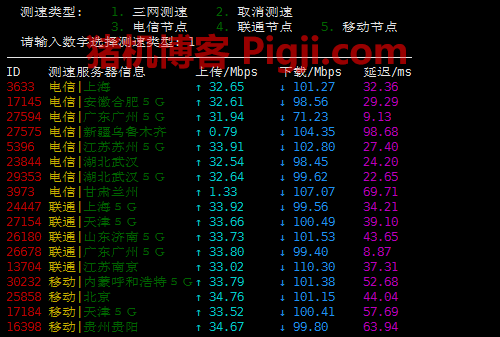 测速类型: 1. 三网测速 2. 取消测速
3. 电信节点 4. 联通节点 5. 移动节点
请输入数字选择测速类型: 1
猪机博客 Pigji.com
ID 测速服务器信息 上传/Mbps 下载/Mbps 延迟/ms
3633 电信|上海 ↑ 32.65 ↓ 101.27 32.36
17145 电信|安徽合肥５Ｇ ↑ 32.61 ↓ 98.56 29.29
27594 电信|广东广州５Ｇ ↑ 31.94 ↓ 71.23 9.13
27575 电信|新疆乌鲁木齐 ↑ 0.79 ↓ 104.35 98.68
5396 电信|江苏苏州５Ｇ ↑ 33.91 ↓ 102.80 27.40
23844 电信|湖北武汉 ↑ 32.54 ↓ 98.45 24.20
29353 电信|湖北武汉５Ｇ ↑ 32.64 ↓ 99.62 22.65
3973 电信|甘肃兰州 ↑ 1.33 ↓ 107.07 69.71
24447 联通|上海５Ｇ ↑ 33.92 ↓ 99.56 34.21
27154 联通|天津５Ｇ ↑ 33.66 ↓ 100.49 39.10
26180 联通|山东济南５Ｇ ↑ 33.73 ↓ 101.53 43.65
26678 联通|广东广州５Ｇ ↑ 33.80 ↓ 99.40 8.87
13704 联通|江苏南京 ↑ 33.02 ↓ 110.30 37.31
30232 移动|内蒙呼和浩特５Ｇ ↑ 33.79 ↓ 101.38 52.68
25858 移动|北京 ↑ 34.76 ↓ 101.15 44.04
17184 移动|天津５Ｇ ↑ 33.52 ↓ 100.41 57.69
16398 移动|贵州贵阳 ↑ 34.67 ↓ 99.80 63.94